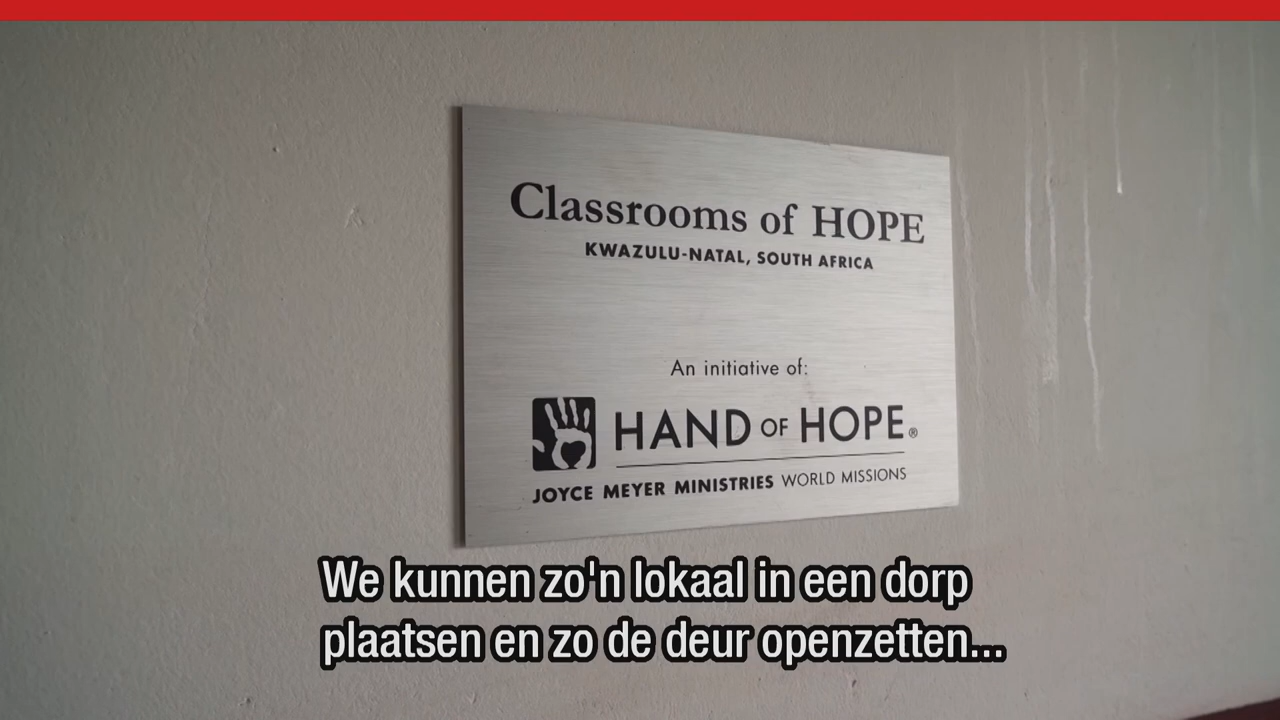 Classrooms of HOPE
KWAZULU-NATAL, SOUTH AFRICA
An initiative of:
HAND OF HOPE®
JOYCE MEYER MINISTRIES WORLD MISSIONS
We kunnen zo'n lokaal in een dorp
plaatsen en zo de deur openzetten...